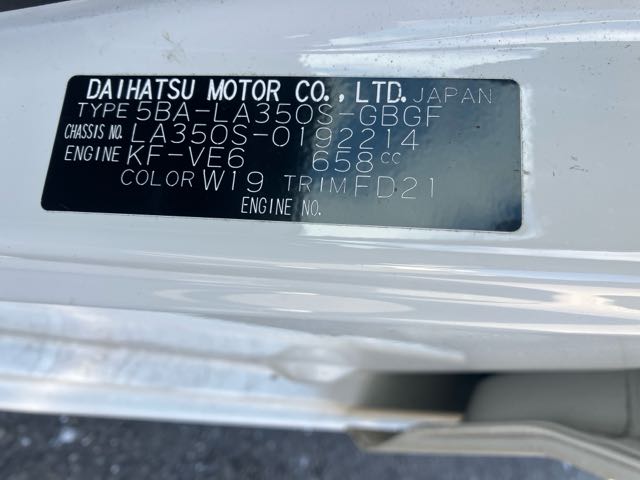 DAIHATSU MOTOR CO., LTD. JAPAN
TYPE 5BA-LA350S-GBGF
CHASSIS NO. LA350S-0192214
ENGINE KF-VE6 658CC
COLOR W19 TRIM FD21
ENGINE NO.